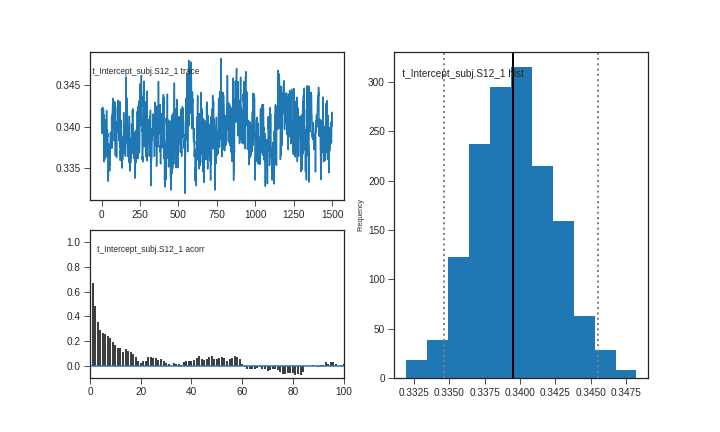 t_Intercept_subj.S12_1 trace
0.345
0.340
0.335
0 250 500 750 1000 1250 1500
t_Intercept_subj.S12_1 acorr
1.0
0.8
0.6
0.4
0.2
0.0
0 20 40 60 80 100
t_Intercept_subj.S12_1 hist
Frequency
300
250
200
150
100
50
0
0.3325 0.3350 0.3375 0.3400 0.3425 0.3450 0.3475